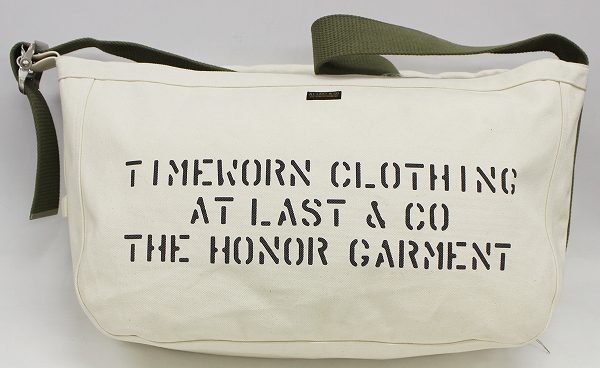 TIMEWORN CLOTHING
AT LAST & CO
THE HONOR GARMENT